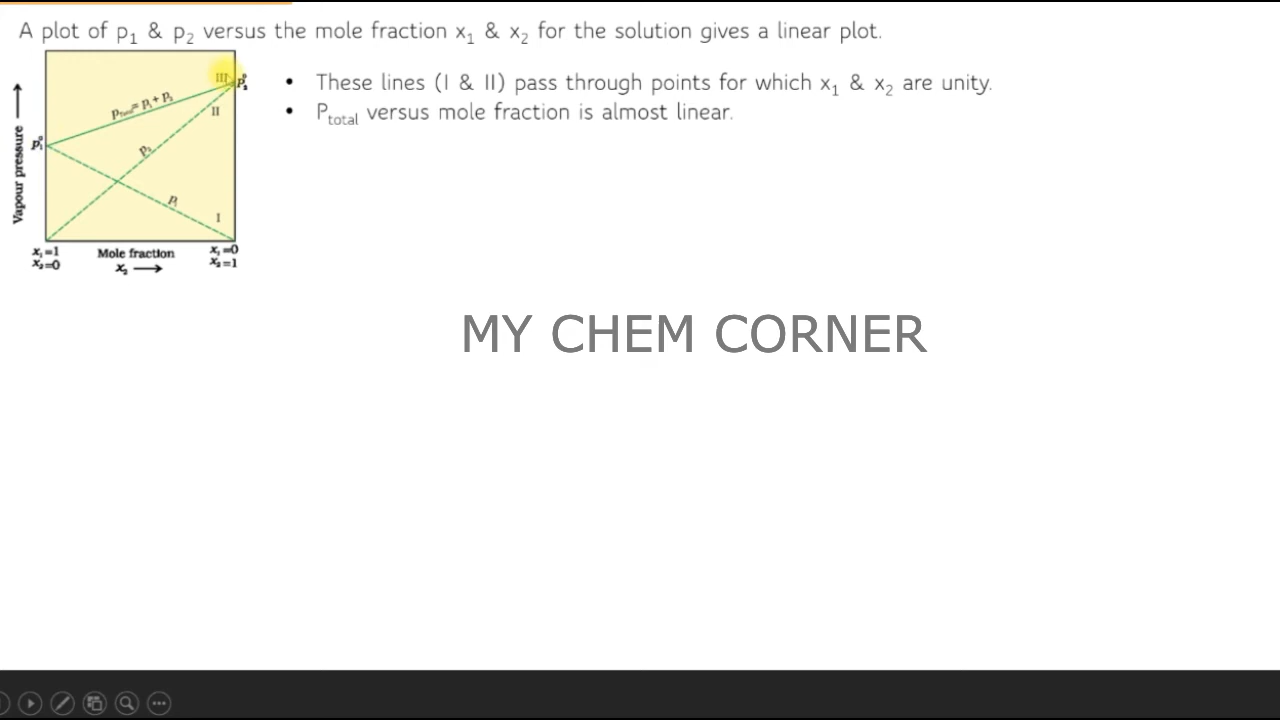 A plot of p₁ & p₂ versus the mole fraction x₁ & x₂ for the solution gives a linear plot.
• These lines (I & II) pass through points for which x₁ & x₂ are unity.
• Pₜₒₜₐₗ versus mole fraction is almost linear.
III p₂⁰
p_Total = p₁ + p₂
II
p₁⁰
p₂
Vapour pressure
p₁
I
x₁=1 Mole fraction x₁=0
x₂=0 x₂ x₂=1
MY CHEM CORNER